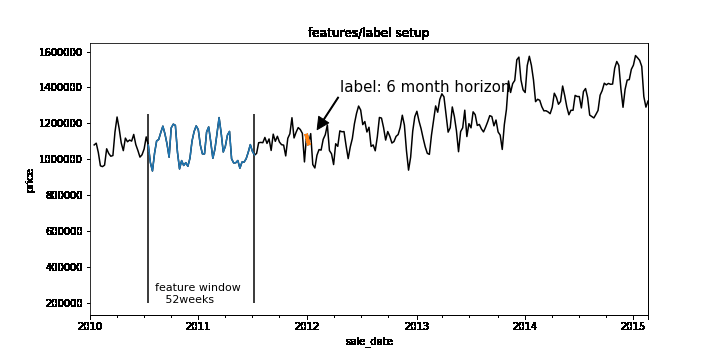 features/label setup
1600000
1400000
1200000
1000000
800000
600000
400000
200000
price
label: 6 month horizon
feature window
52weeks
2010
2011
2012
2013
2014
2015
sale_date